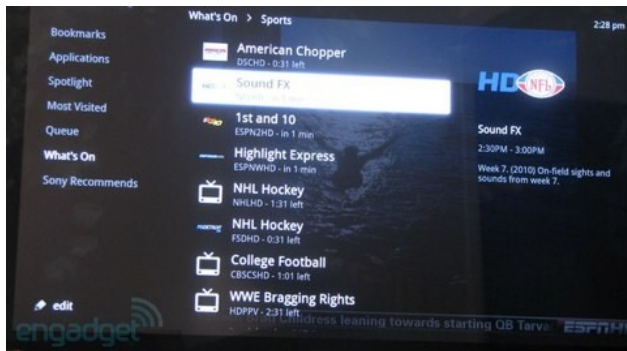 What's On > Sports
2:28 pm
Bookmarks
Applications
Spotlight
Most Visited
Queue
What's On
Sony Recommends
edit
American Chopper
DSCHD - 0:31 left
Sound FX
1st and 10
ESPN2HD - in 1 min
Highlight Express
ESPNWHD - in 1 min
NHL Hockey
NHLHD - 1:31 left
NHL Hockey
FSDHD - 0:31 left
College Football
CBSCSHD - 1:01 left
WWE Bragging Rights
HDPPV - 2:31 left
HD NFL
Sound FX
2:30PM - 3:00PM
Week 7. (2010) On-field sights and
sounds from week 7.
Childress leaning towards starting QB Tarva
ESPN
engadget